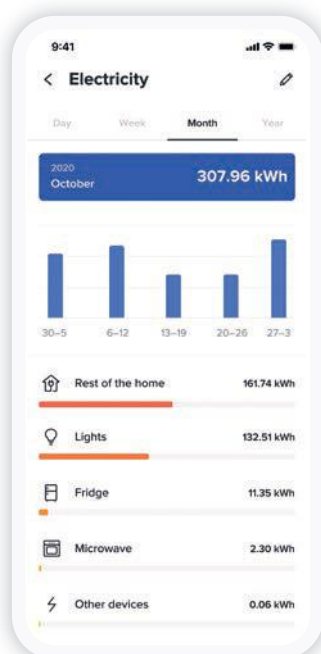 9:41
Electricity
Day Week Month Year
2020
October 307.96 kWh
30–5 6–12 13–19 20–26 27–3
Rest of the home 161.74 kWh
Lights 132.51 kWh
Fridge 11.35 kWh
Microwave 2.30 kWh
Other devices 0.06 kWh